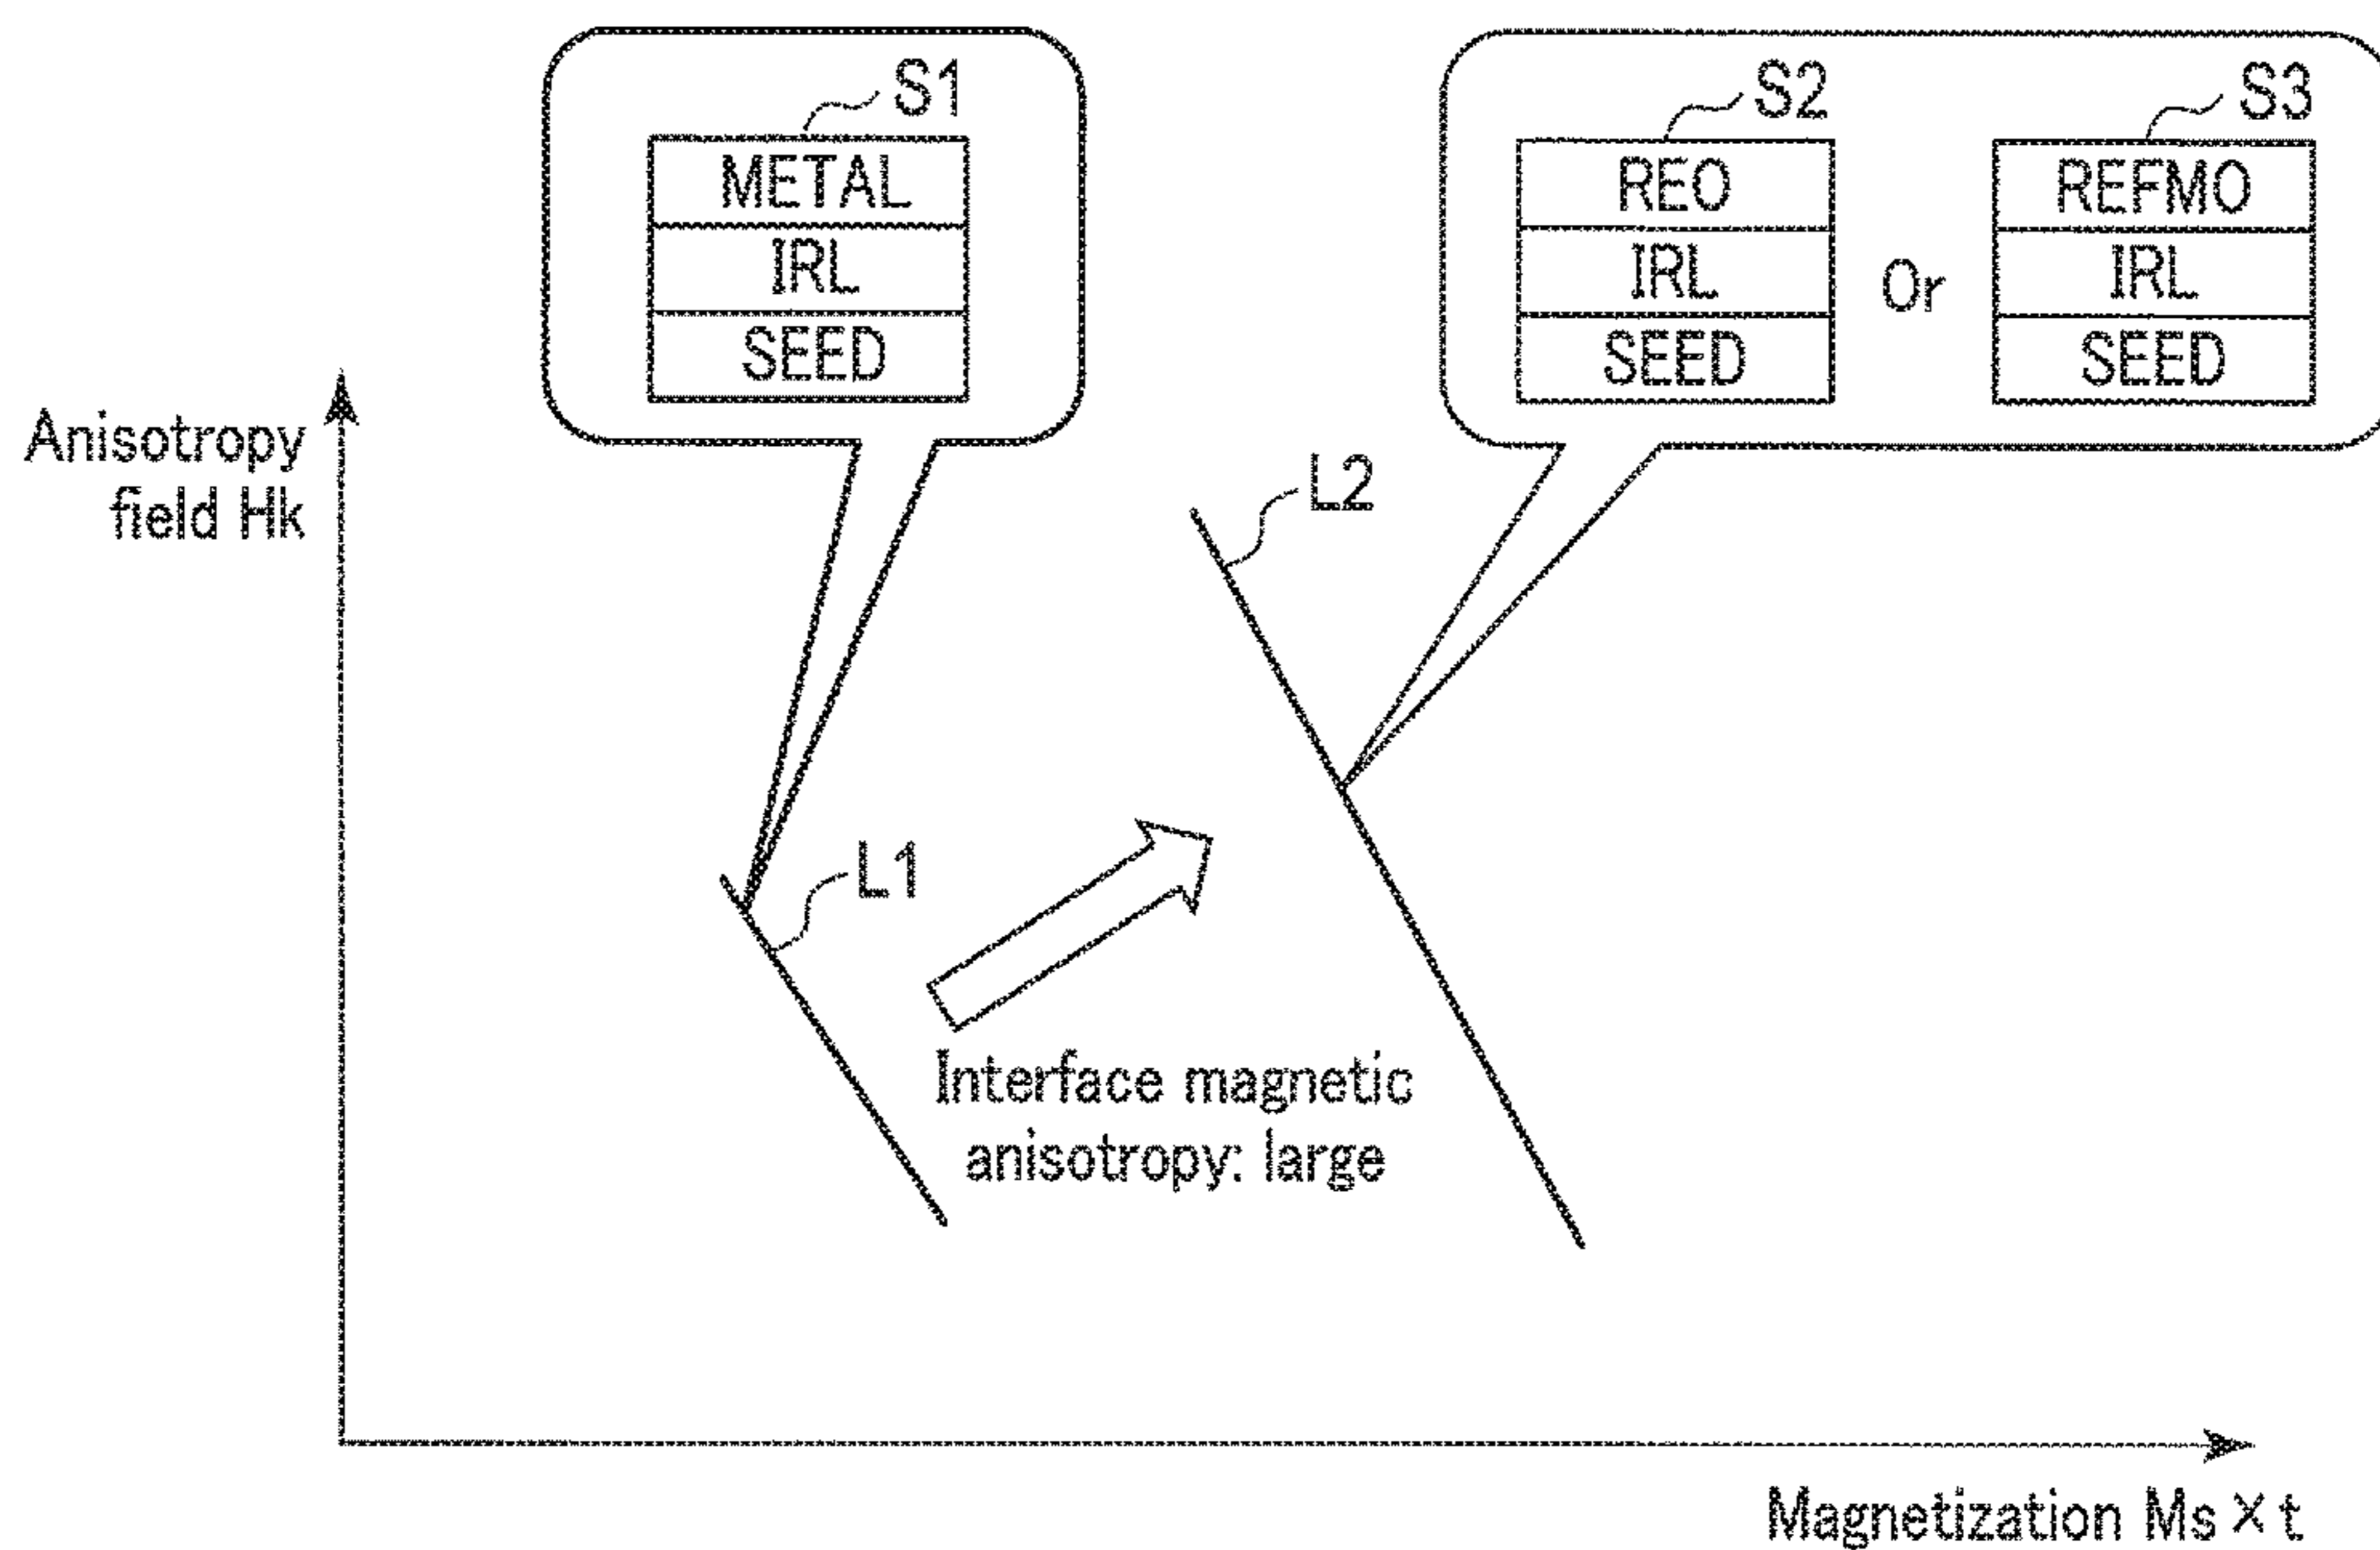 S1
METAL
IRL
SEED
S2
REO
IRL
SEED
Or
S3
REFMO
IRL
SEED
Anisotropy
field Hk
L2
L1
Interface magnetic
anisotropy: large
Magnetization Ms×t